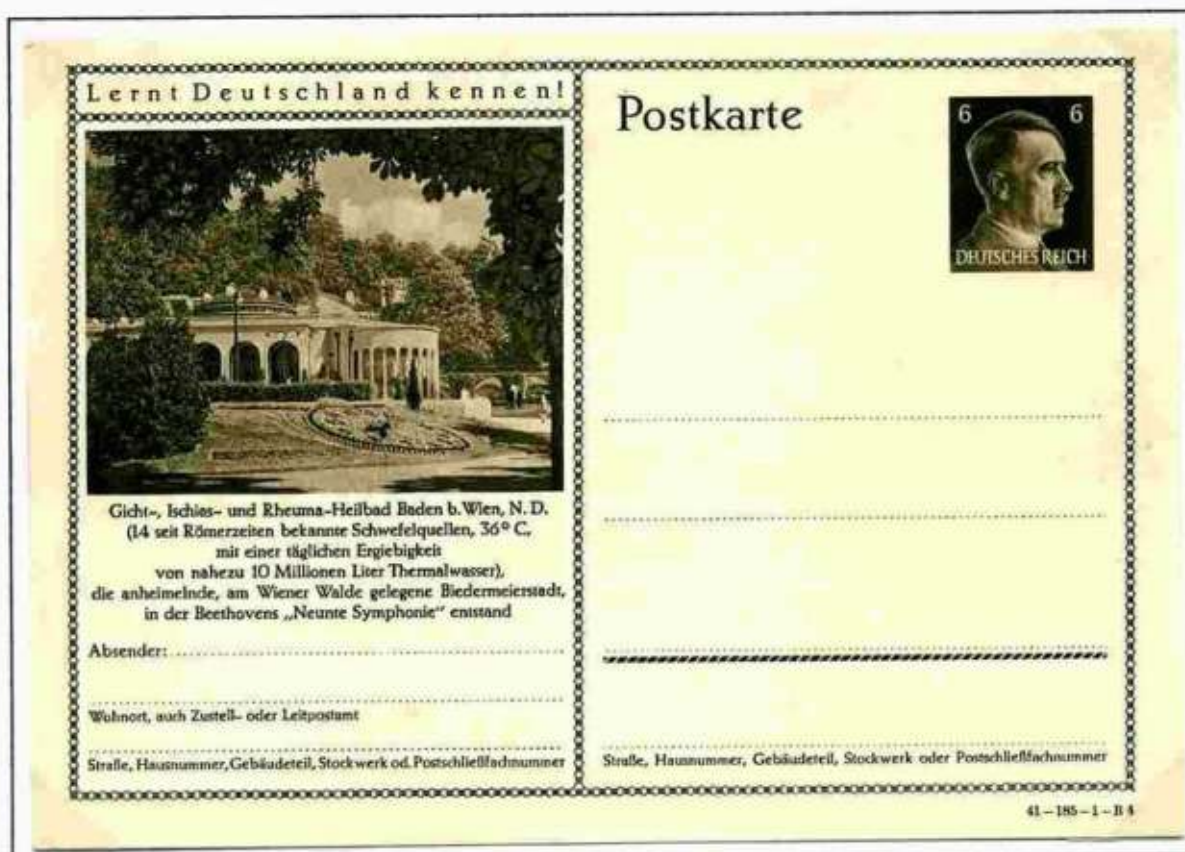 Lernt Deutschland kennen!
Gicht-, Ischias- und Rheuma-Heilbad Baden b. Wien, N. D.
(14 seit Römerzeiten bekannte Schwefelquellen, 36° C,
mit einer täglichen Ergiebigkeit
von nahezu 10 Millionen Liter Thermalwasser),
die anheimelnde, am Wiener Walde gelegene Biedermeierstadt,
in der Beethovens „Neunte Symphonie“ entstand
Absender:
Wohnort, auch Zustell- oder Leitpostamt
Straße, Hausnummer, Gebäudeteil, Stockwerk od. Postschließfachnummer
Postkarte
6 6
DEUTSCHES REICH
Straße, Hausnummer, Gebäudeteil, Stockwerk oder Postschließfachnummer
41-185-1-B 4